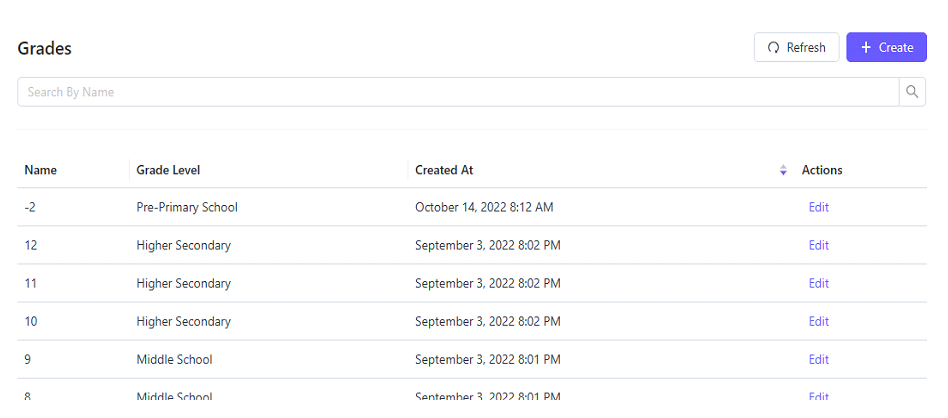 Grades
Refresh
Create
Search By Name
Name Grade Level Created At Actions
-2 Pre-Primary School October 14, 2022 8:12 AM Edit
12 Higher Secondary September 3, 2022 8:02 PM Edit
11 Higher Secondary September 3, 2022 8:02 PM Edit
10 Higher Secondary September 3, 2022 8:02 PM Edit
9 Middle School September 3, 2022 8:01 PM Edit
8 Middle School September 3, 2022 8:01 PM Edit